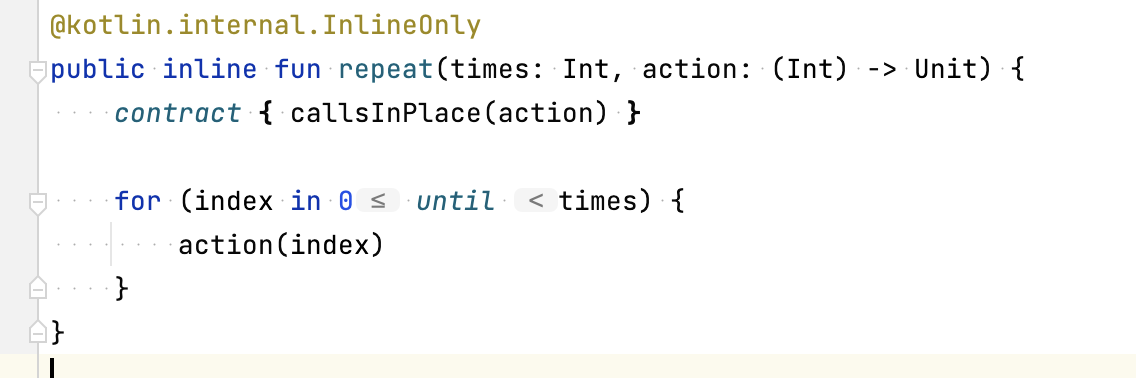 @kotlin.internal.InlineOnly
public inline fun repeat(times: Int, action: (Int) -> Unit) {
    contract { callsInPlace(action) }
    for (index in 0 ≤ until < times) {
        action(index)
    }
}